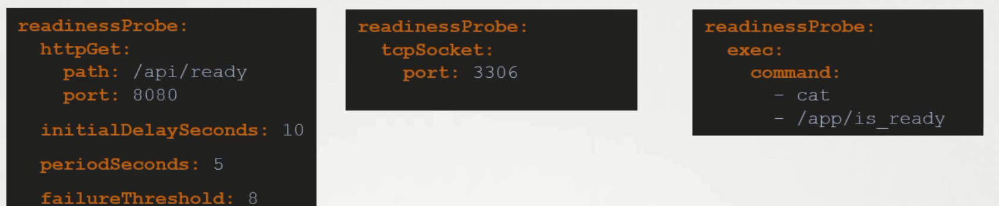 readinessProbe:
  httpGet:
    path: /api/ready
    port: 8080
  initialDelaySeconds: 10
  periodSeconds: 5
  failureThreshold: 8
readinessProbe:
  tcpSocket:
    port: 3306
readinessProbe:
  exec:
    command:
      - cat
      - /app/is_ready